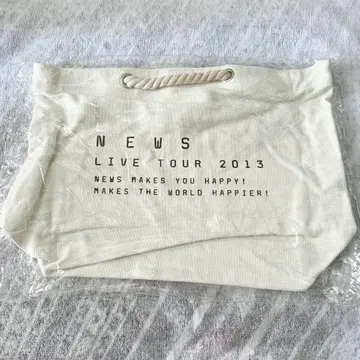 NEWS
LIVE TOUR 2013
NEWS MAKES YOU HAPPY!
MAKES THE WORLD HAPPIER!